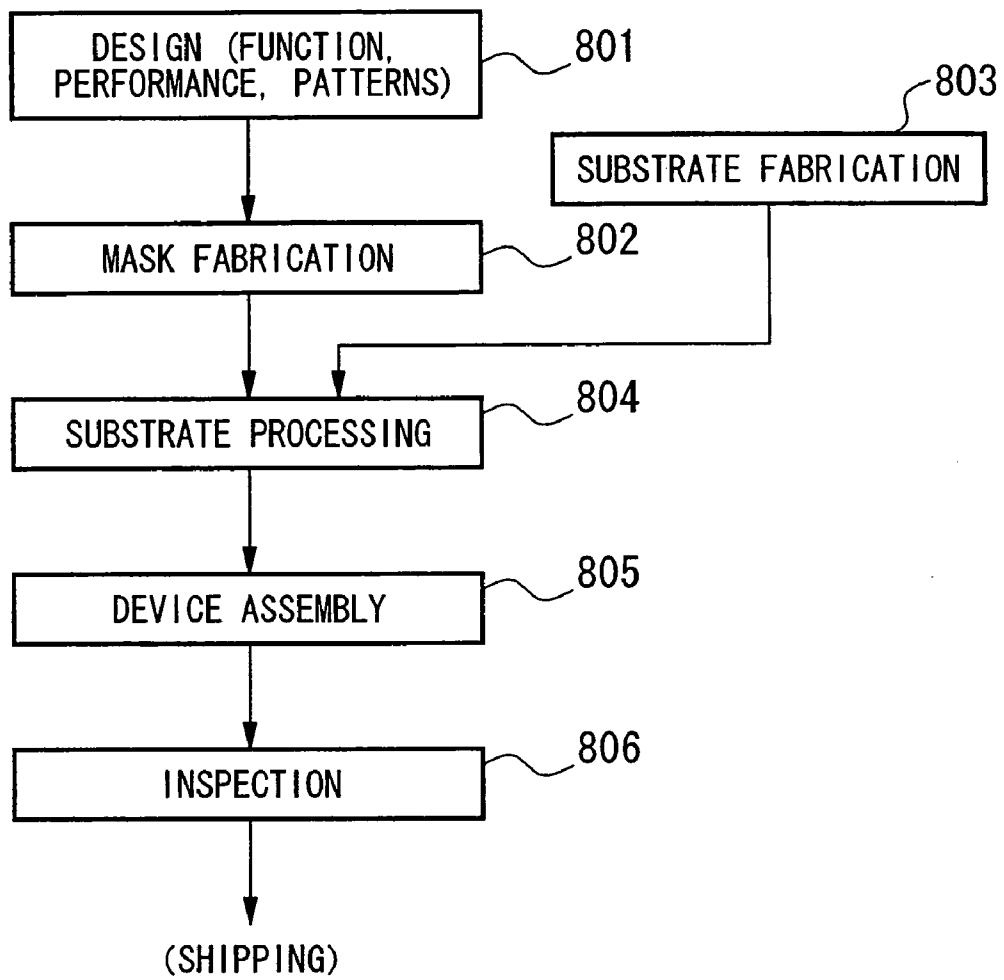 DESIGN (FUNCTION,
PERFORMANCE, PATTERNS)
801
803
SUBSTRATE FABRICATION
MASK FABRICATION
802
SUBSTRATE PROCESSING
804
DEVICE ASSEMBLY
805
INSPECTION
806
(SHIPPING)